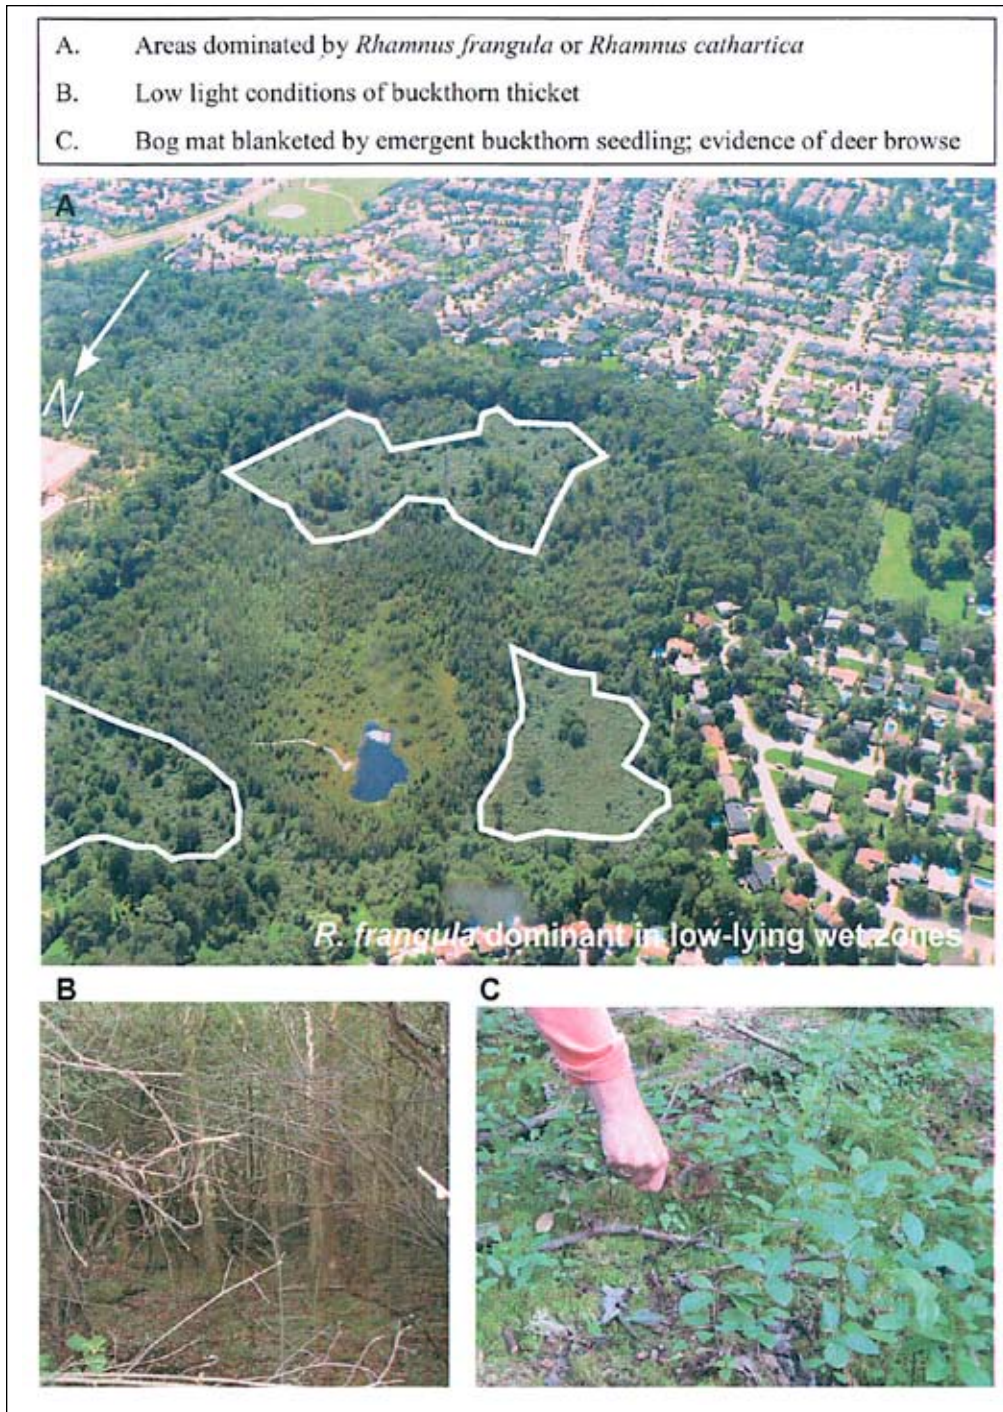 A. Areas dominated by Rhamnus frangula or Rhamnus cathartica
B. Low light conditions of buckthorn thicket
C. Bog mat blanketed by emergent buckthorn seedling; evidence of deer browse
A
N
R. frangula dominant in low-lying wet zones
B
C